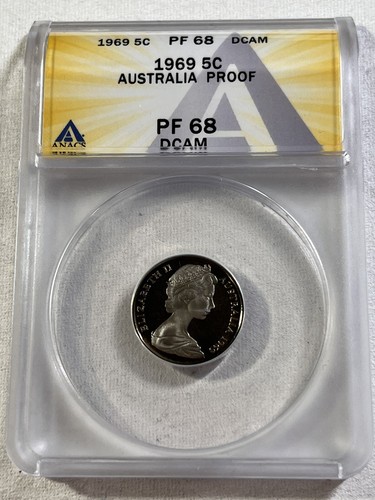 1969 5C PF 68 DCAM
1969 5C
AUSTRALIA PROOF
PF 68
DCAM
ANACS
ELIZABETH II
AUSTRALIA 1969